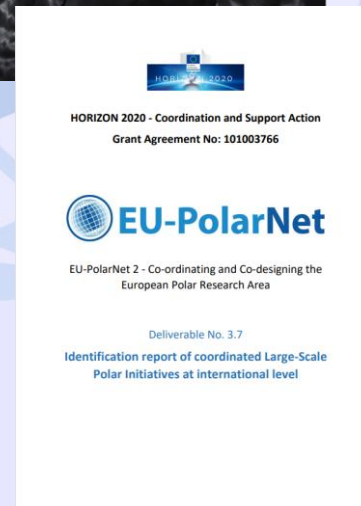 HORIZON 2020
HORIZON 2020 - Coordination and Support Action
Grant Agreement No: 101003766
EU-PolarNet
EU-PolarNet 2 - Co-ordinating and Co-designing the
European Polar Research Area
Deliverable No. 3.7
Identification report of coordinated Large-Scale
Polar Initiatives at international level